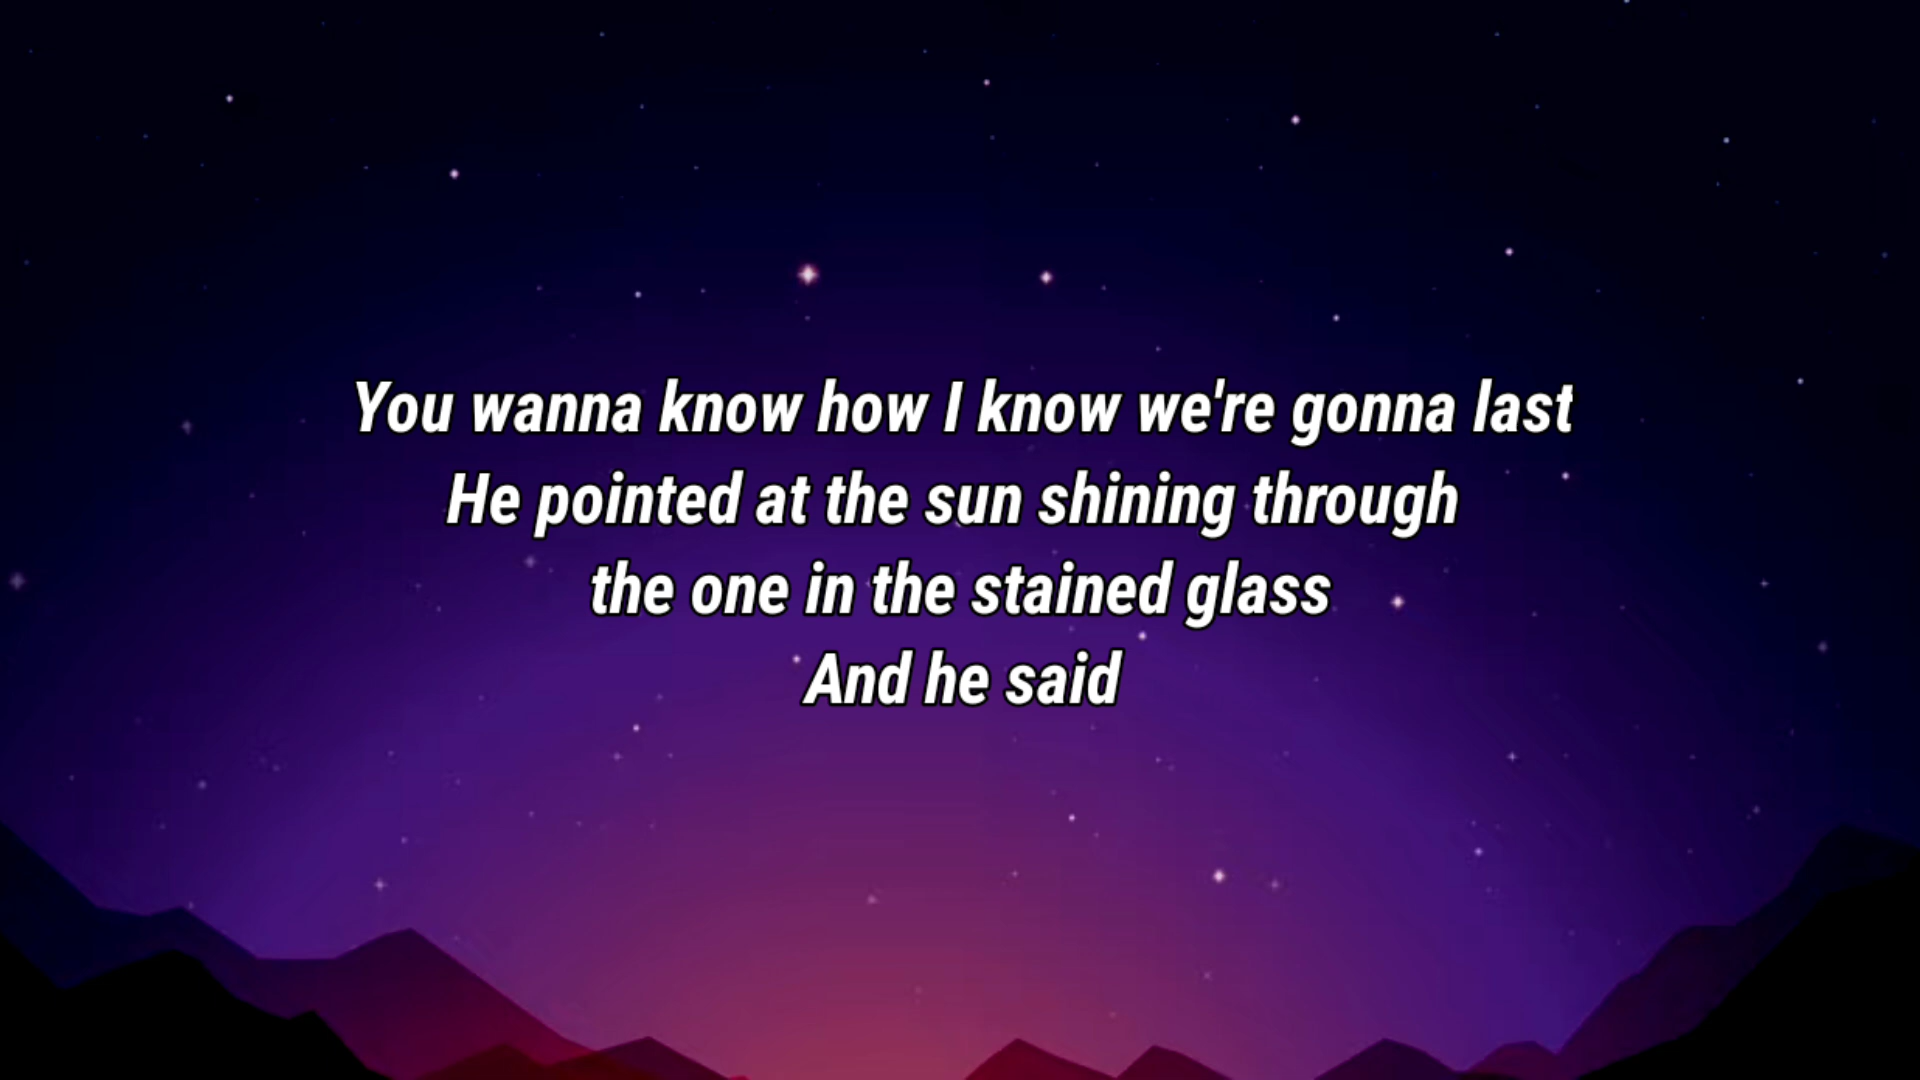 You wanna know how I know we're gonna last
He pointed at the sun shining through
the one in the stained glass
And he said